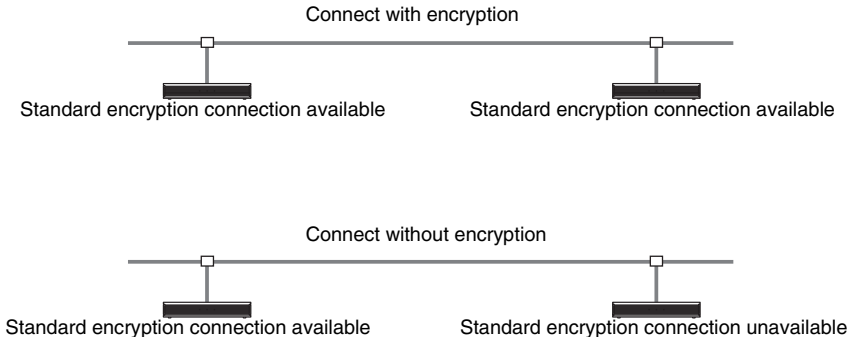 Connect with encryption
Standard encryption connection available
Standard encryption connection available
Connect without encryption
Standard encryption connection available
Standard encryption connection unavailable